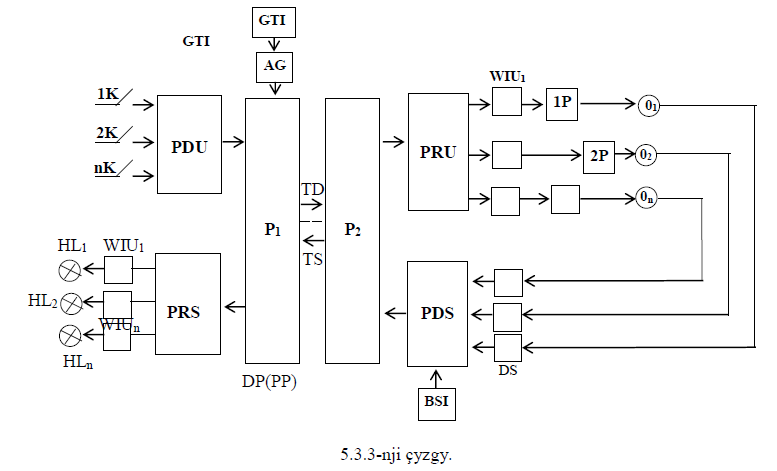 GTI
GTI
AG
1K
2K
nK
PDU
P₁
P₂
TD
TS
PRU
WIU₁
1P
2P
0₁
0₂
0ₙ
HL₁
WIU₁
HL₂
WIUₙ
HLₙ
PRS
DP(PP)
PDS
DS
BSI
5.3.3-nji çyzgy.